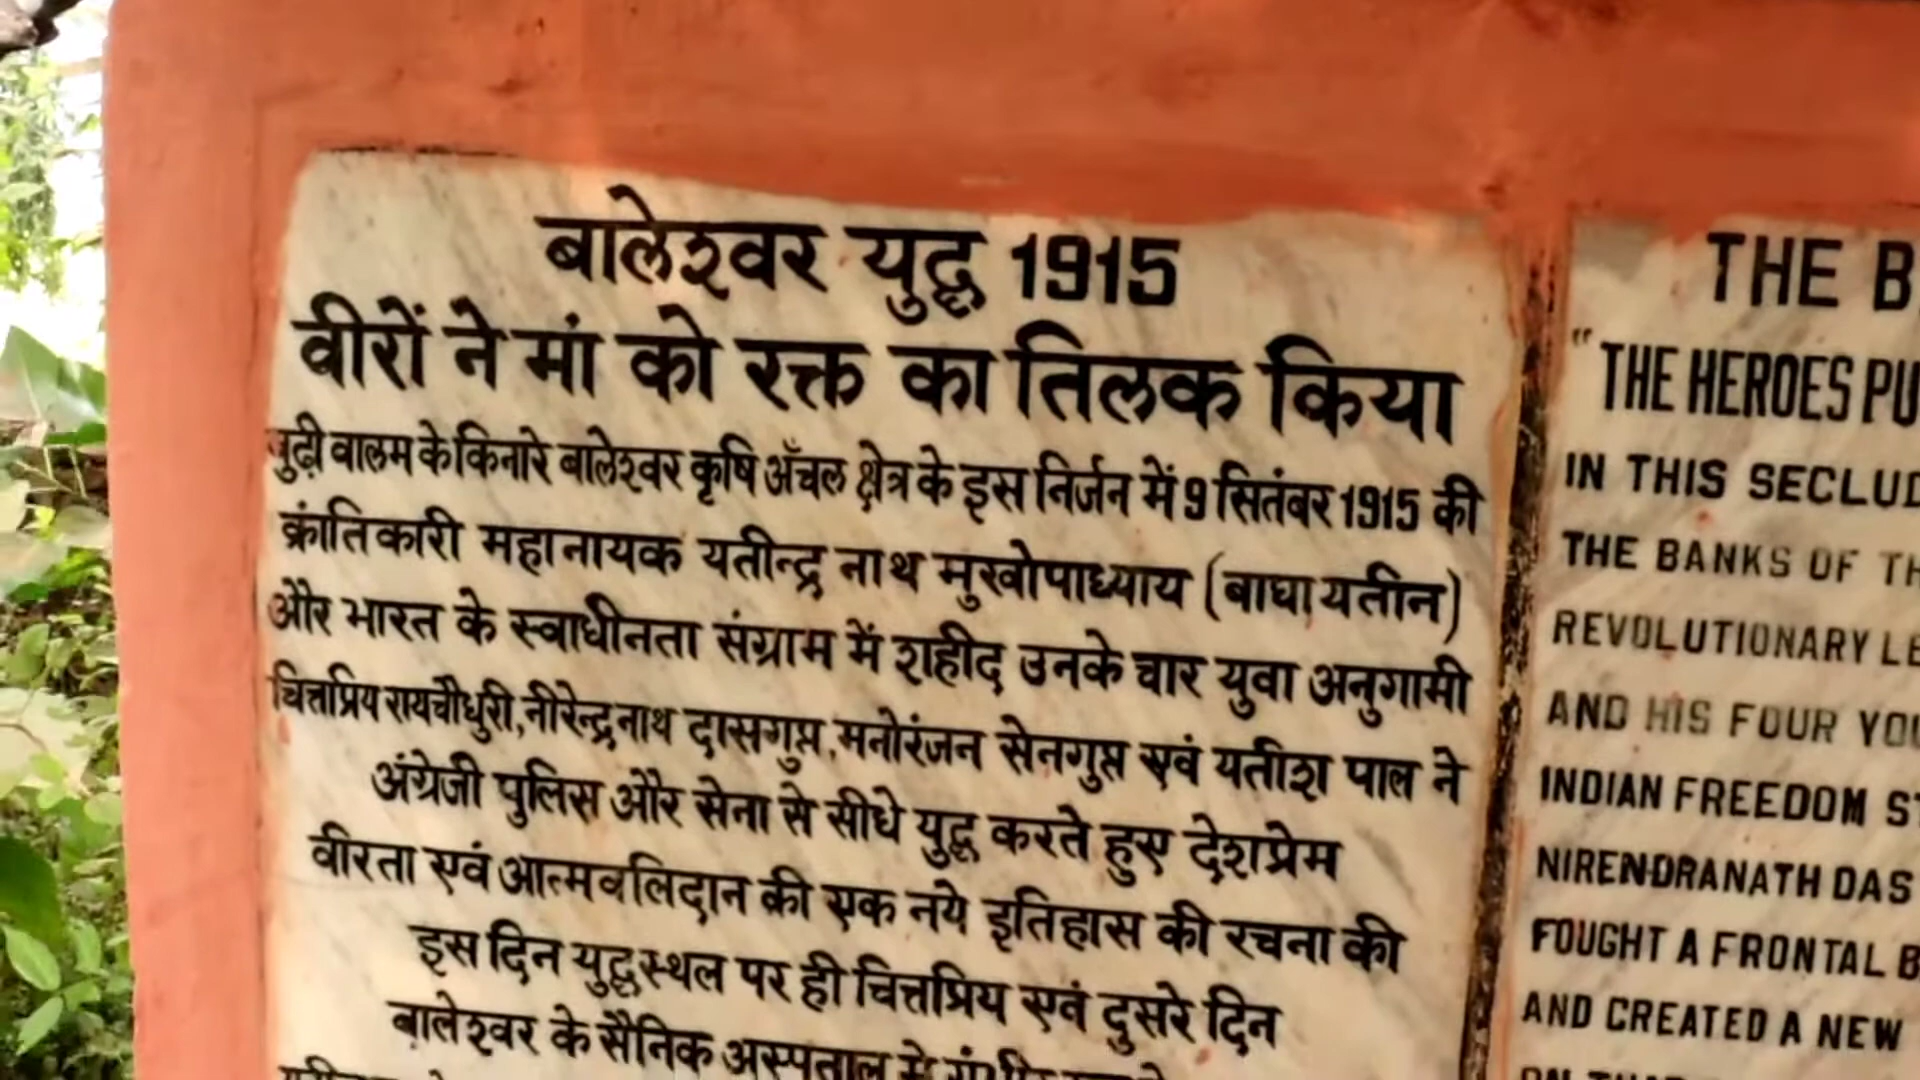 बालेश्वर युद्ध 1915
वीरों ने मां को रक्त का तिलक किया
बुढ़ी वालम के किनारे बालेश्वर कृषि अँचल क्षेत्र के इस निर्जन में 9 सितंबर 1915 की
क्रांतिकारी महानायक यतीन्द्र नाथ मुखोपाध्याय (बाघा यतीन)
और भारत के स्वाधीनता संग्राम में शहीद उनके चार युवा अनुगामी
चित्तप्रिय रायचौधुरी, नीरेन्द्रनाथ दासगुप्त, मनोरंजन सेनगुप्त एवं यतीश पाल ने
अंग्रेजी पुलिस और सेना से सीधे युद्ध करते हुए देशप्रेम
वीरता एवं आत्मवलिदान की एक नये इतिहास की रचना की
इस दिन युद्धस्थल पर ही चित्तप्रिय एवं दुसरे दिन
बालेश्वर के सैनिक अस्पताल में गंभीर
THE B
"THE HEROES PU
IN THIS SECLUD
THE BANKS OF TH
REVOLUTIONARY LE
AND HIS FOUR YOU
INDIAN FREEDOM ST
NIRENDRANATH DAS
FOUGHT A FRONTAL B
AND CREATED A NEW